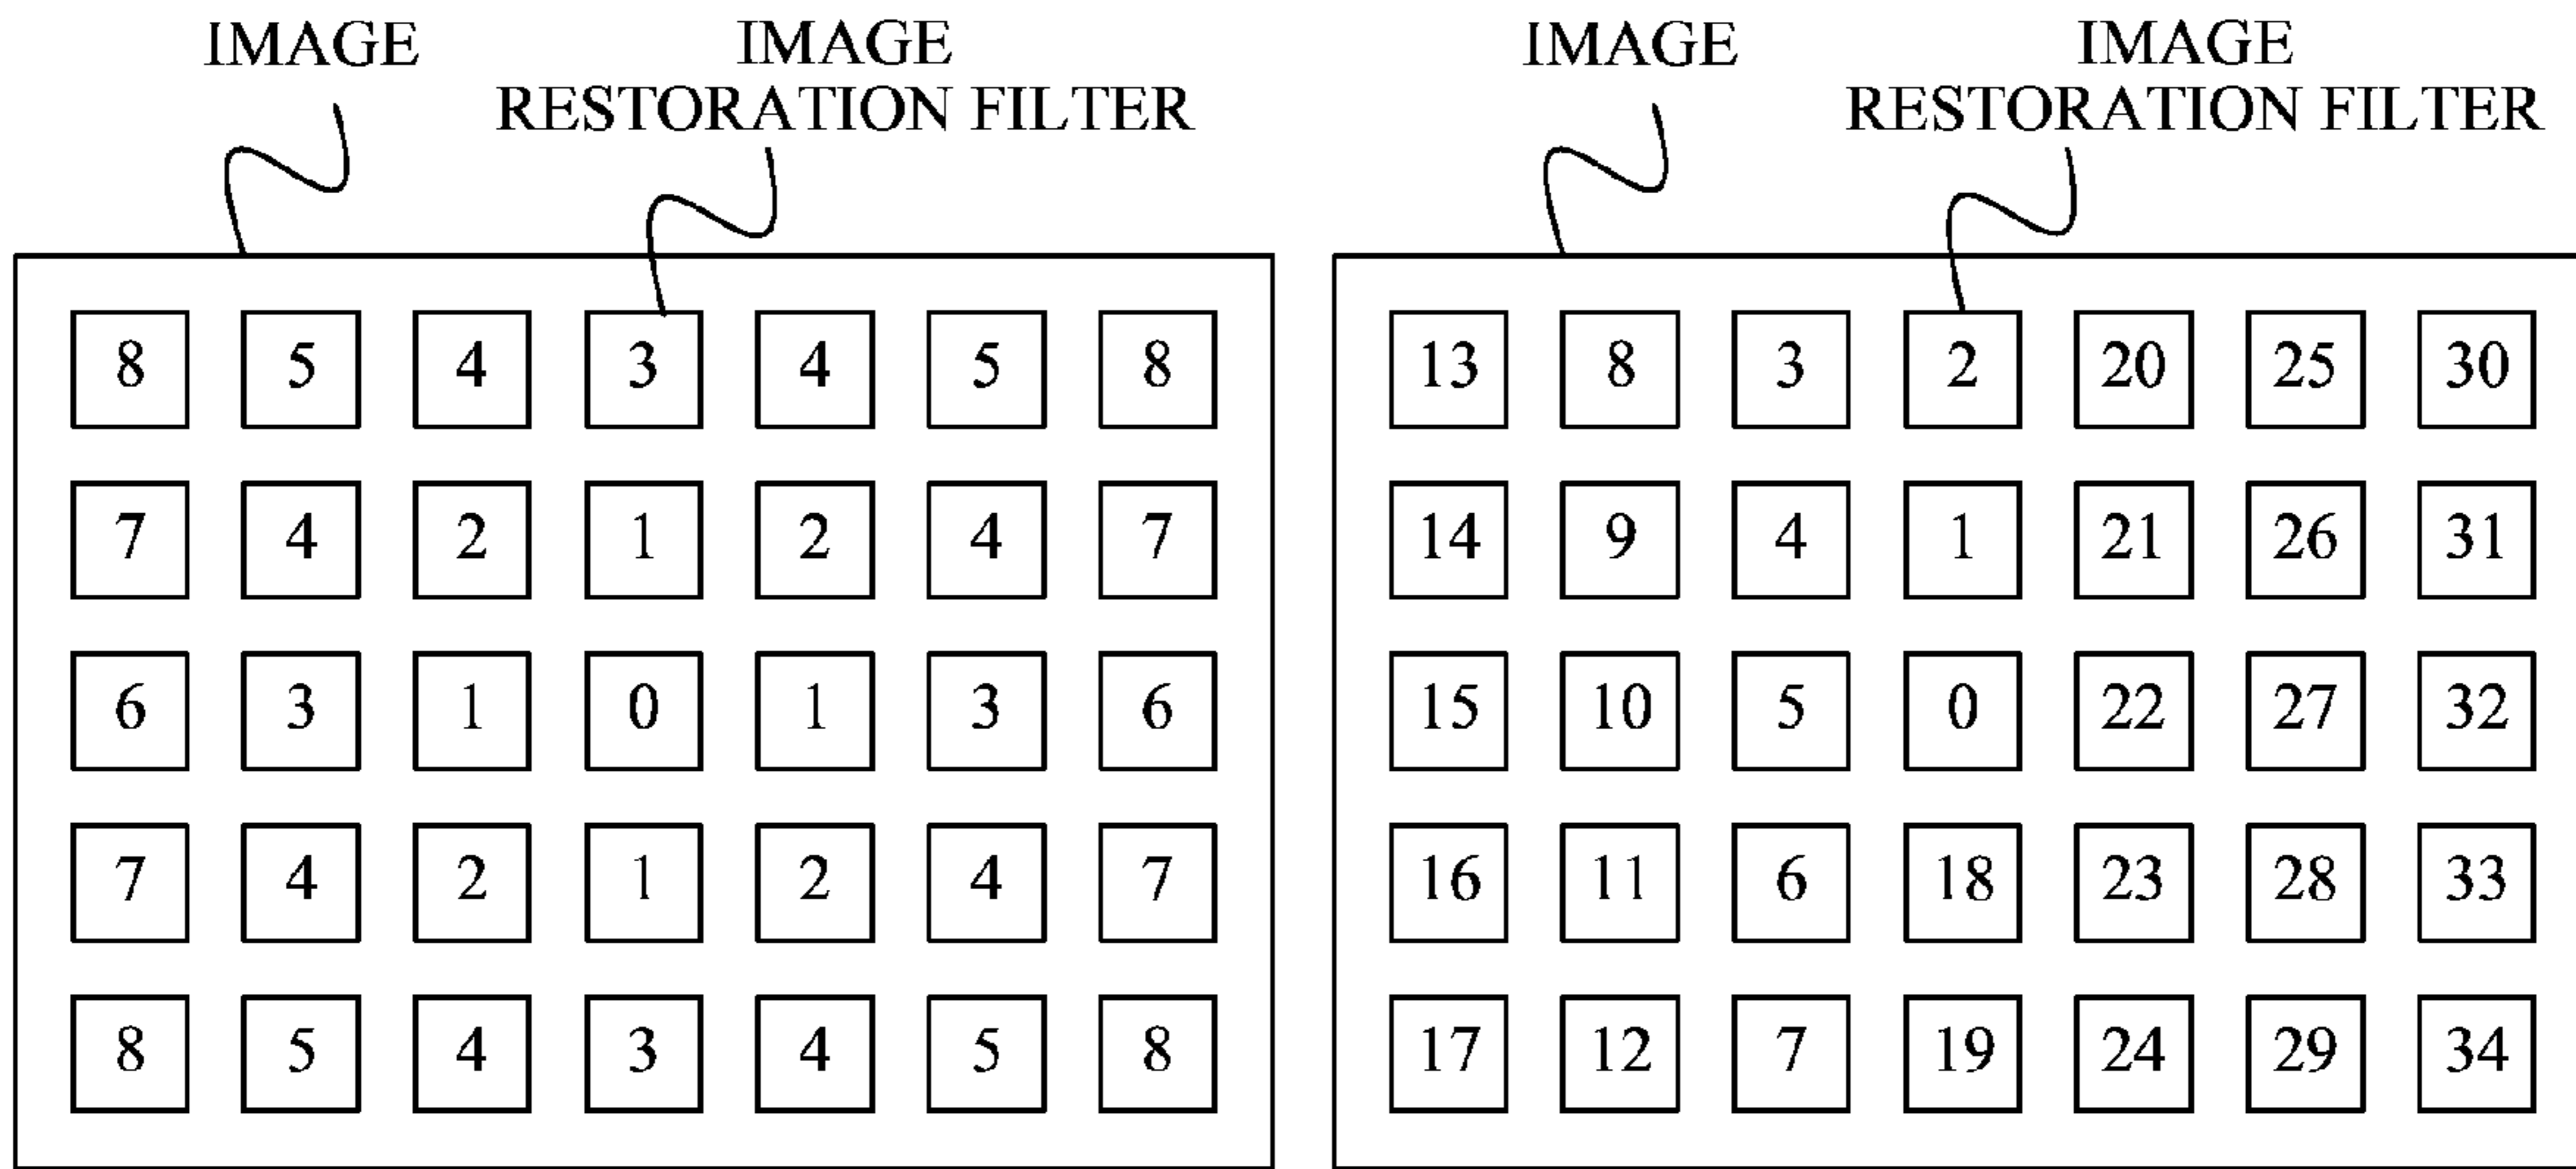 IMAGE
IMAGE
RESTORATION FILTER
8 5 4 3 4 5 8
7 4 2 1 2 4 7
6 3 1 0 1 3 6
7 4 2 1 2 4 7
8 5 4 3 4 5 8
IMAGE
IMAGE
RESTORATION FILTER
13 8 3 2 20 25 30
14 9 4 1 21 26 31
15 10 5 0 22 27 32
16 11 6 18 23 28 33
17 12 7 19 24 29 34